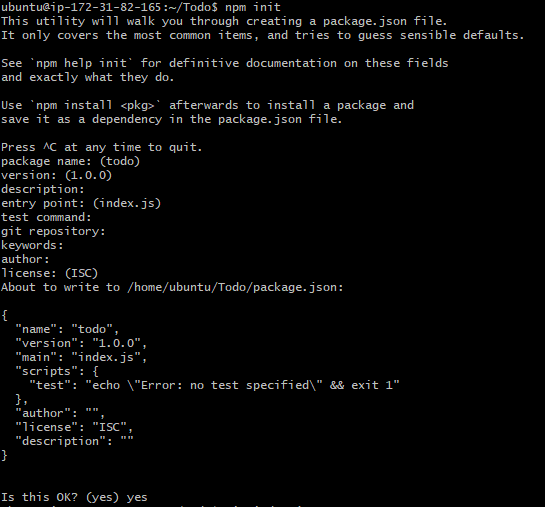 ubuntu@ip-172-31-82-165:~/Todo$ npm init
This utility will walk you through creating a package.json file.
It only covers the most common items, and tries to guess sensible defaults.
See `npm help init` for definitive documentation on these fields
and exactly what they do.
Use `npm install <pkg>` afterwards to install a package and
save it as a dependency in the package.json file.
Press ^C at any time to quit.
package name: (todo)
version: (1.0.0)
description:
entry point: (index.js)
test command:
git repository:
keywords:
author:
license: (ISC)
About to write to /home/ubuntu/Todo/package.json:
{
  "name": "todo",
  "version": "1.0.0",
  "main": "index.js",
  "scripts": {
    "test": "echo \"Error: no test specified\" && exit 1"
  },
  "author": "",
  "license": "ISC",
  "description": ""
}
Is this OK? (yes) yes